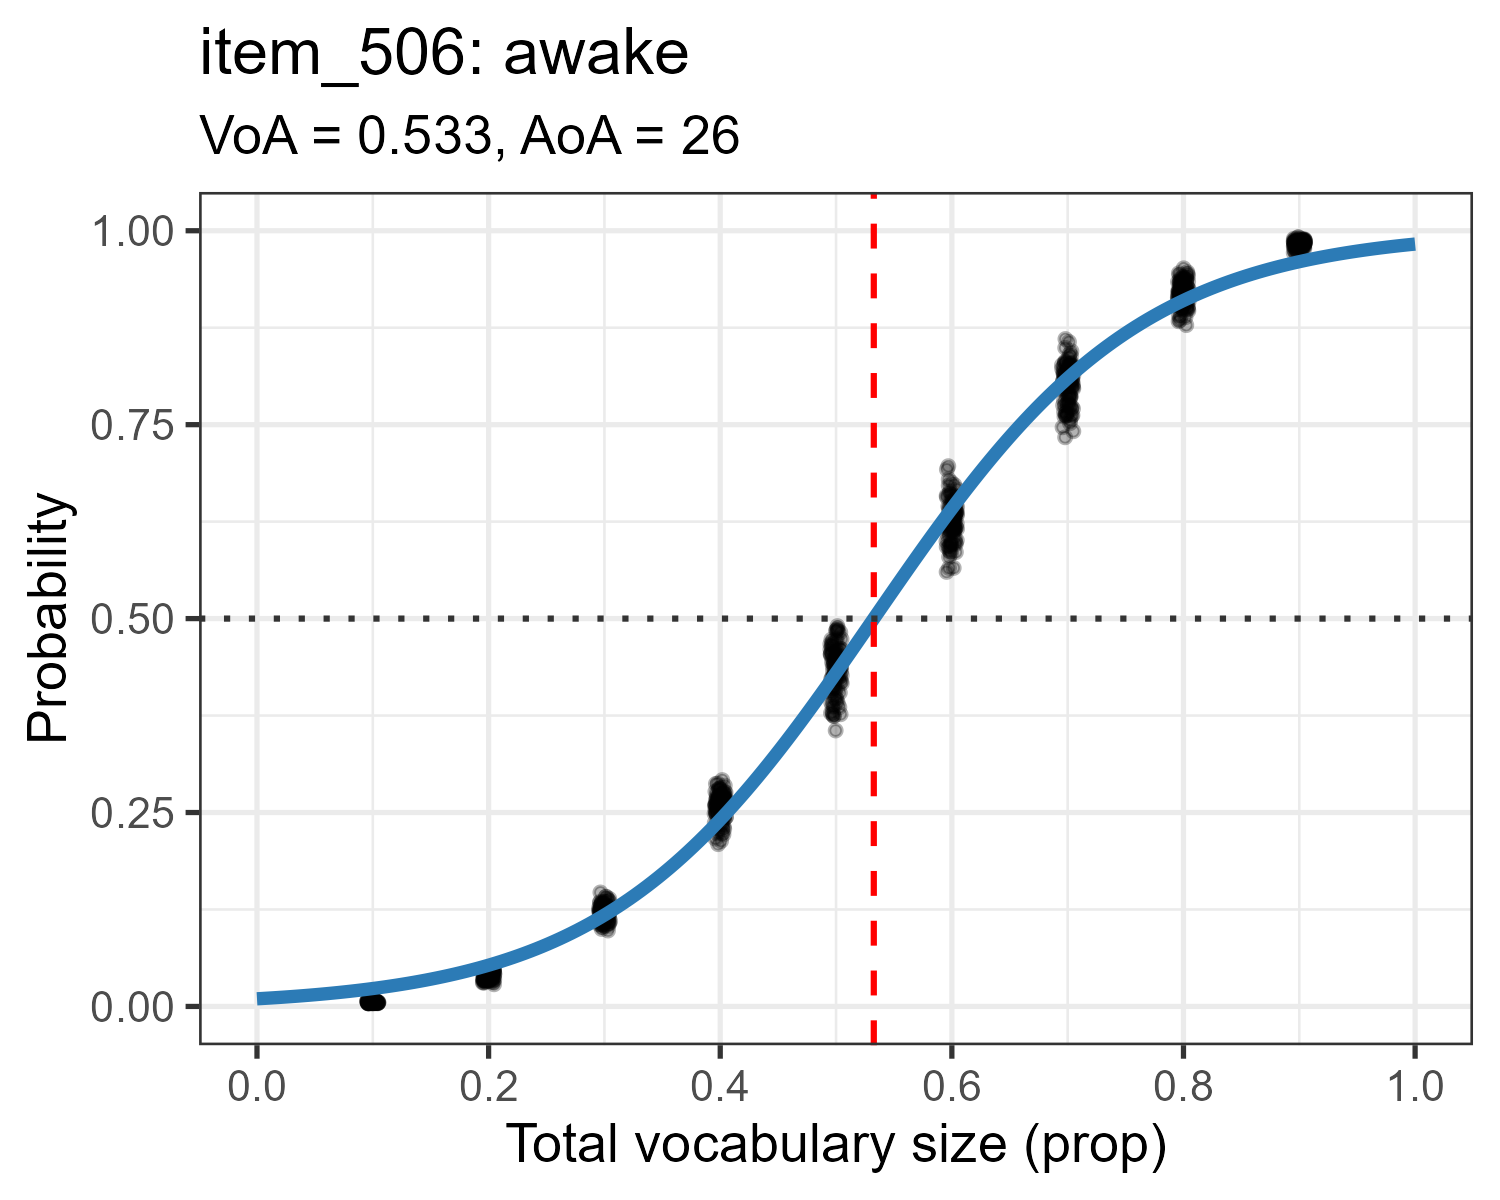 item_506: awake
VoA = 0.533, AoA = 26
1.00
0.75
0.50
0.25
0.00
Probability
0.0 0.2 0.4 0.6 0.8 1.0
Total vocabulary size (prop)